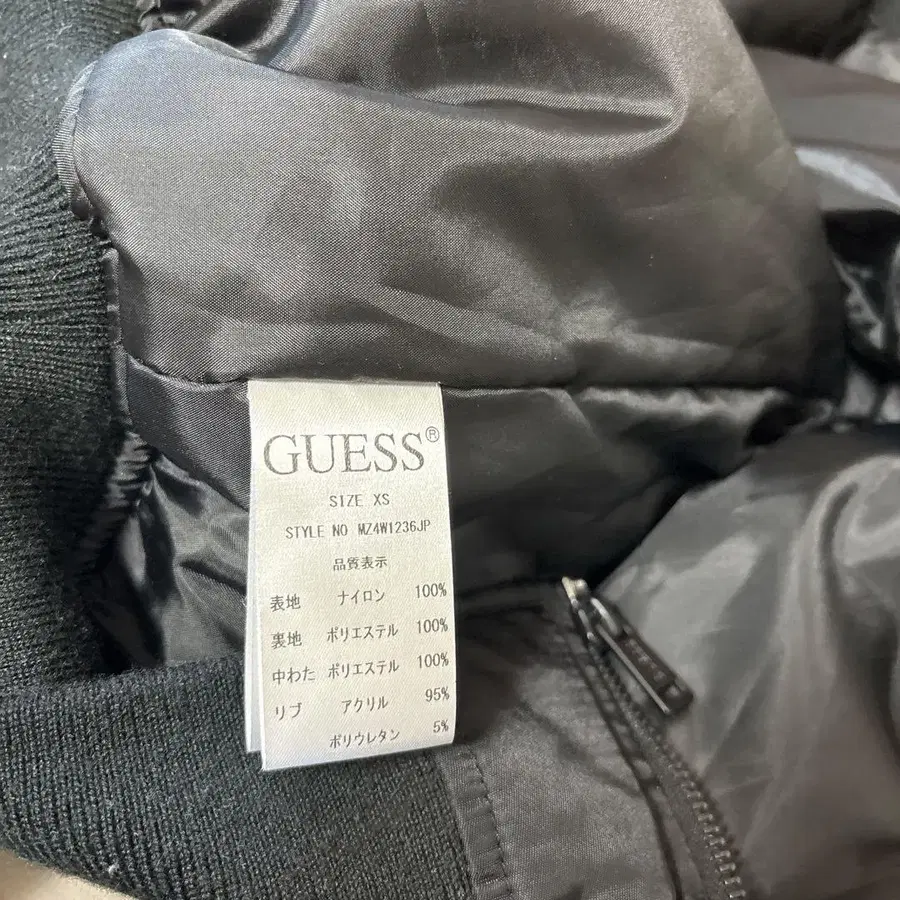 GUESS®
SIZE XS
STYLE NO MZ4W1236JP
品質表示
表地 ナイロン 100%
裏地 ポリエステル 100%
中わた ポリエステル 100%
リブ アクリル 95%
ポリウレタン 5%